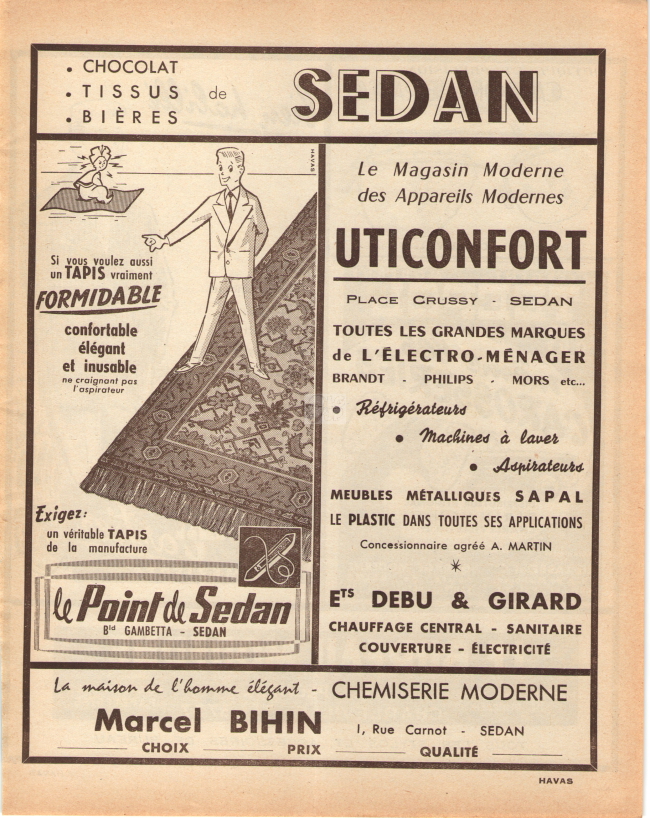 • CHOCOLAT
• TISSUS de SEDAN
• BIÈRES
HAVAS
Si vous voulez aussi
un TAPIS vraiment
FORMIDABLE
confortable
élégant
et inusable
ne craignant pas
l'aspirateur
Exigez:
un véritable TAPIS
de la manufacture
le Point de Sedan
Bld GAMBETTA - SEDAN
Le Magasin Moderne
des Appareils Modernes
UTICONFORT
PLACE CRUSSY - SEDAN
TOUTES LES GRANDES MARQUES
de L'ÉLECTRO-MÉNAGER
BRANDT - PHILIPS - MORS etc...
• Réfrigérateurs
• Machines à laver
• Aspirateurs
MEUBLES MÉTALLIQUES SAPAL
LE PLASTIC DANS TOUTES SES APPLICATIONS
Concessionnaire agréé A. MARTIN
*
ETS DEBU & GIRARD
CHAUFFAGE CENTRAL - SANITAIRE
COUVERTURE - ÉLECTRICITÉ
La maison de l'homme élégant - CHEMISERIE MODERNE
Marcel BIHIN 1, Rue Carnot - SEDAN
CHOIX PRIX QUALITÉ
HAVAS